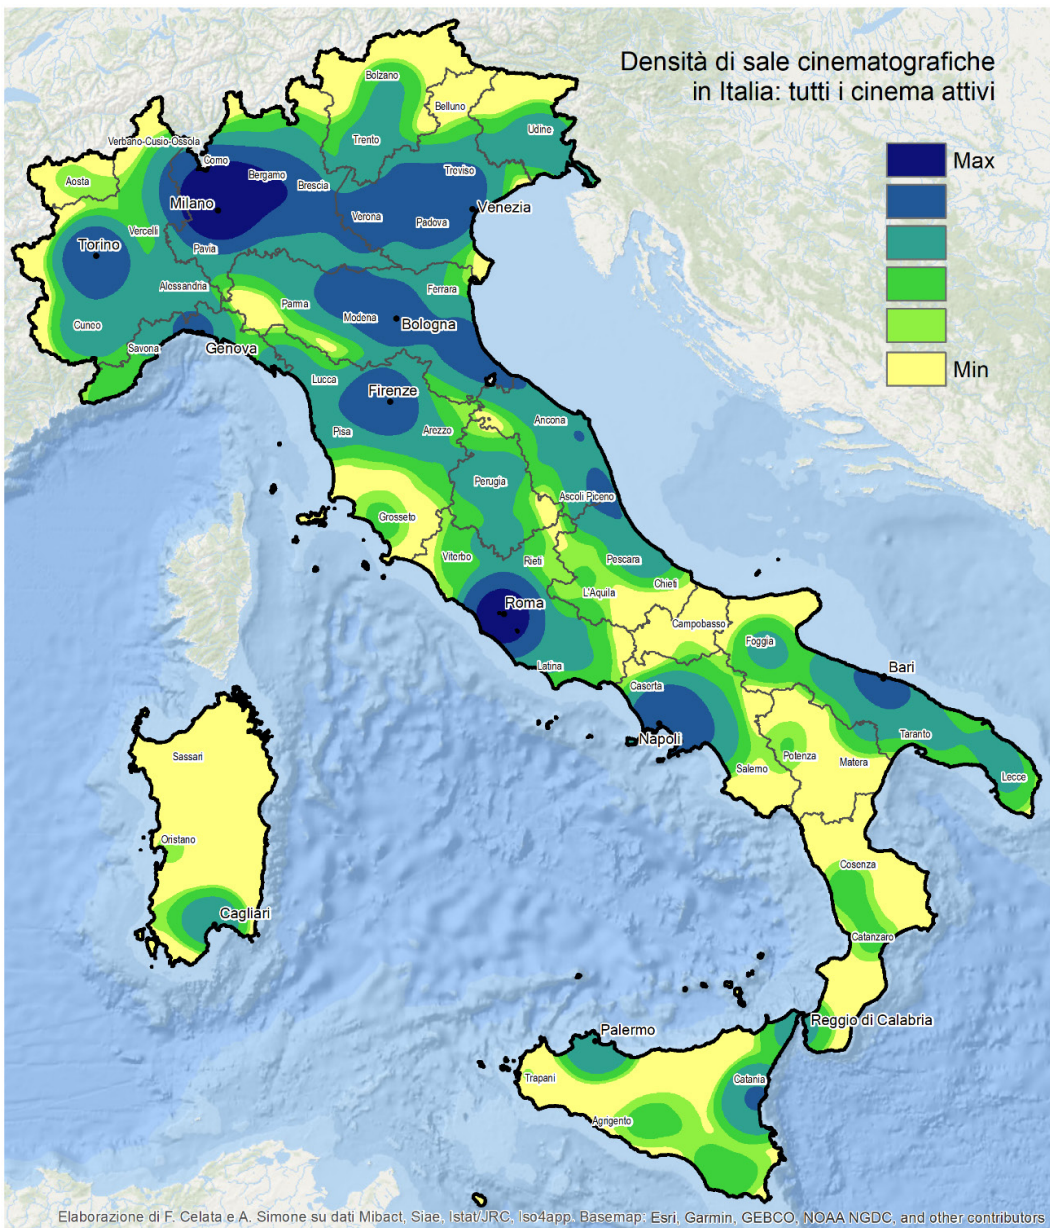 Densità di sale cinematografiche
in Italia: tutti i cinema attivi
Max
Min
Bolzano
Belluno
Verbano-Cusio-Ossola
Trento
Udine
Como
Aosta
Bergamo
Brescia
Treviso
Milano
Verona
Padova
Venezia
Vercelli
Torino
Pavia
Alessandria
Parma
Ferrara
Cuneo
Modena
Bologna
Savona
Genova
Lucca
Firenze
Pisa
Arezzo
Ancona
Perugia
Ascoli Piceno
Grosseto
Viterbo
Rieti
Pescara
Chieti
L'Aquila
Roma
Campobasso
Foggia
Latina
Bari
Caserta
Napoli
Taranto
Potenza
Matera
Salerno
Lecce
Sassari
Oristano
Cosenza
Cagliari
Catanzaro
Reggio di Calabria
Palermo
Trapani
Catania
Agrigento
Elaborazione di F. Celata e A. Simone su dati Mibact, Siae, Istat/JRC, Iso4app. Basemap: Esri, Garmin, GEBCO, NOAA NGDC, and other contributors